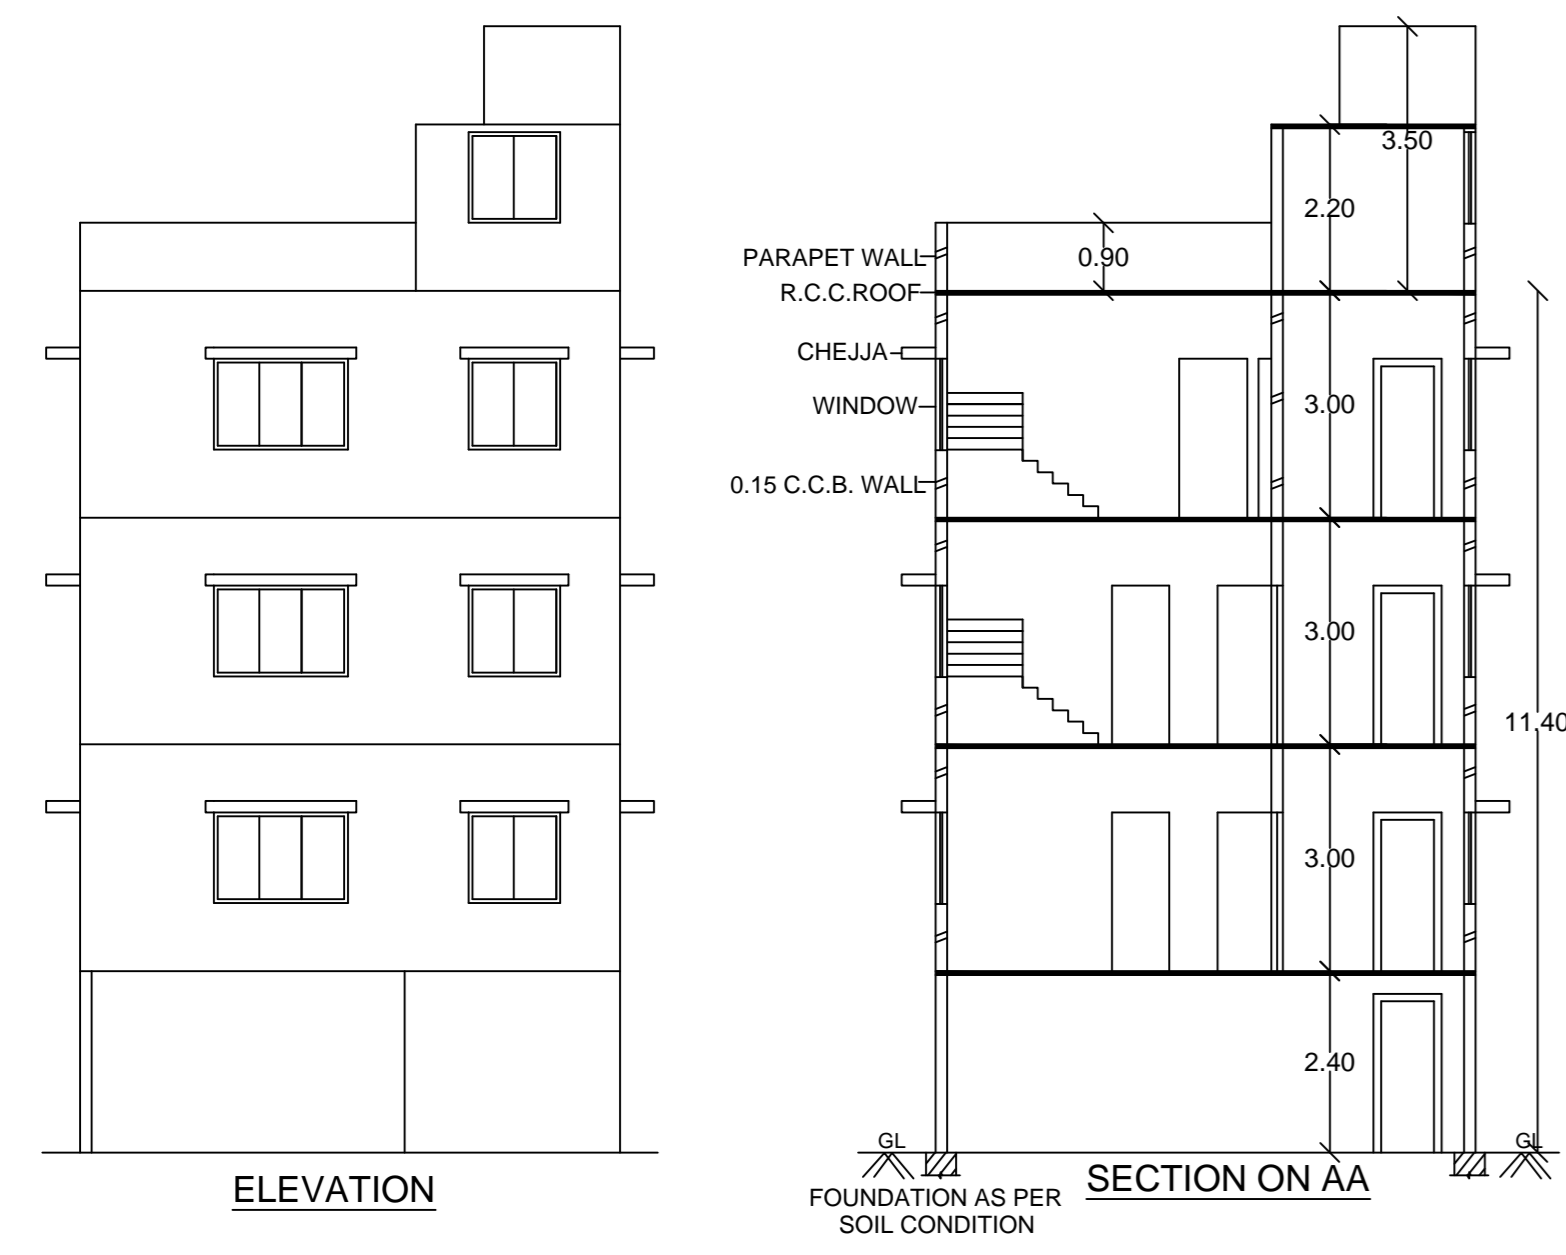 3.50
2.20
PARAPET WALL
0.90
R.C.C.ROOF
CHEJJA
WINDOW
3.00
0.15 C.C.B. WALL
3.00
11.40
3.00
2.40
GL
GL
ELEVATION
FOUNDATION AS PER
SOIL CONDITION
SECTION ON AA